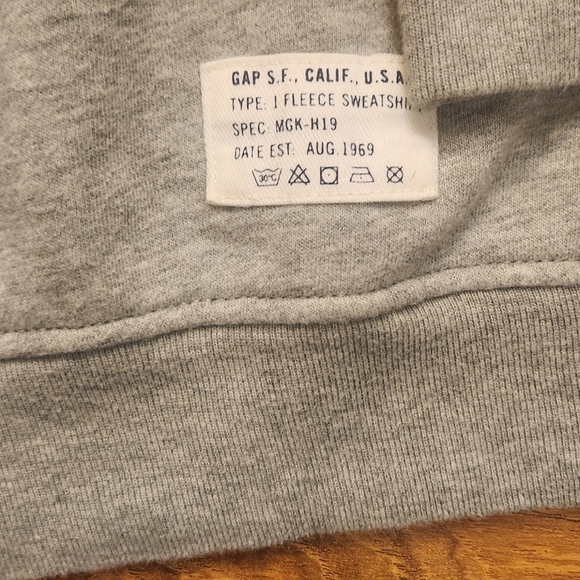 GAP S.F., CALIF., U.S.A
TYPE: 1 FLEECE SWEATSHI
SPEC: MGK-H19
DATE EST: AUG. 1969
30°C